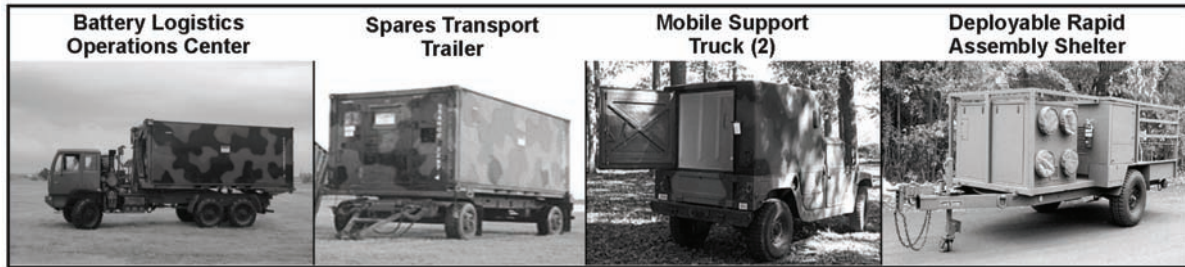 Battery Logistics
Operations Center
Spares Transport
Trailer
Mobile Support
Truck (2)
Deployable Rapid
Assembly Shelter